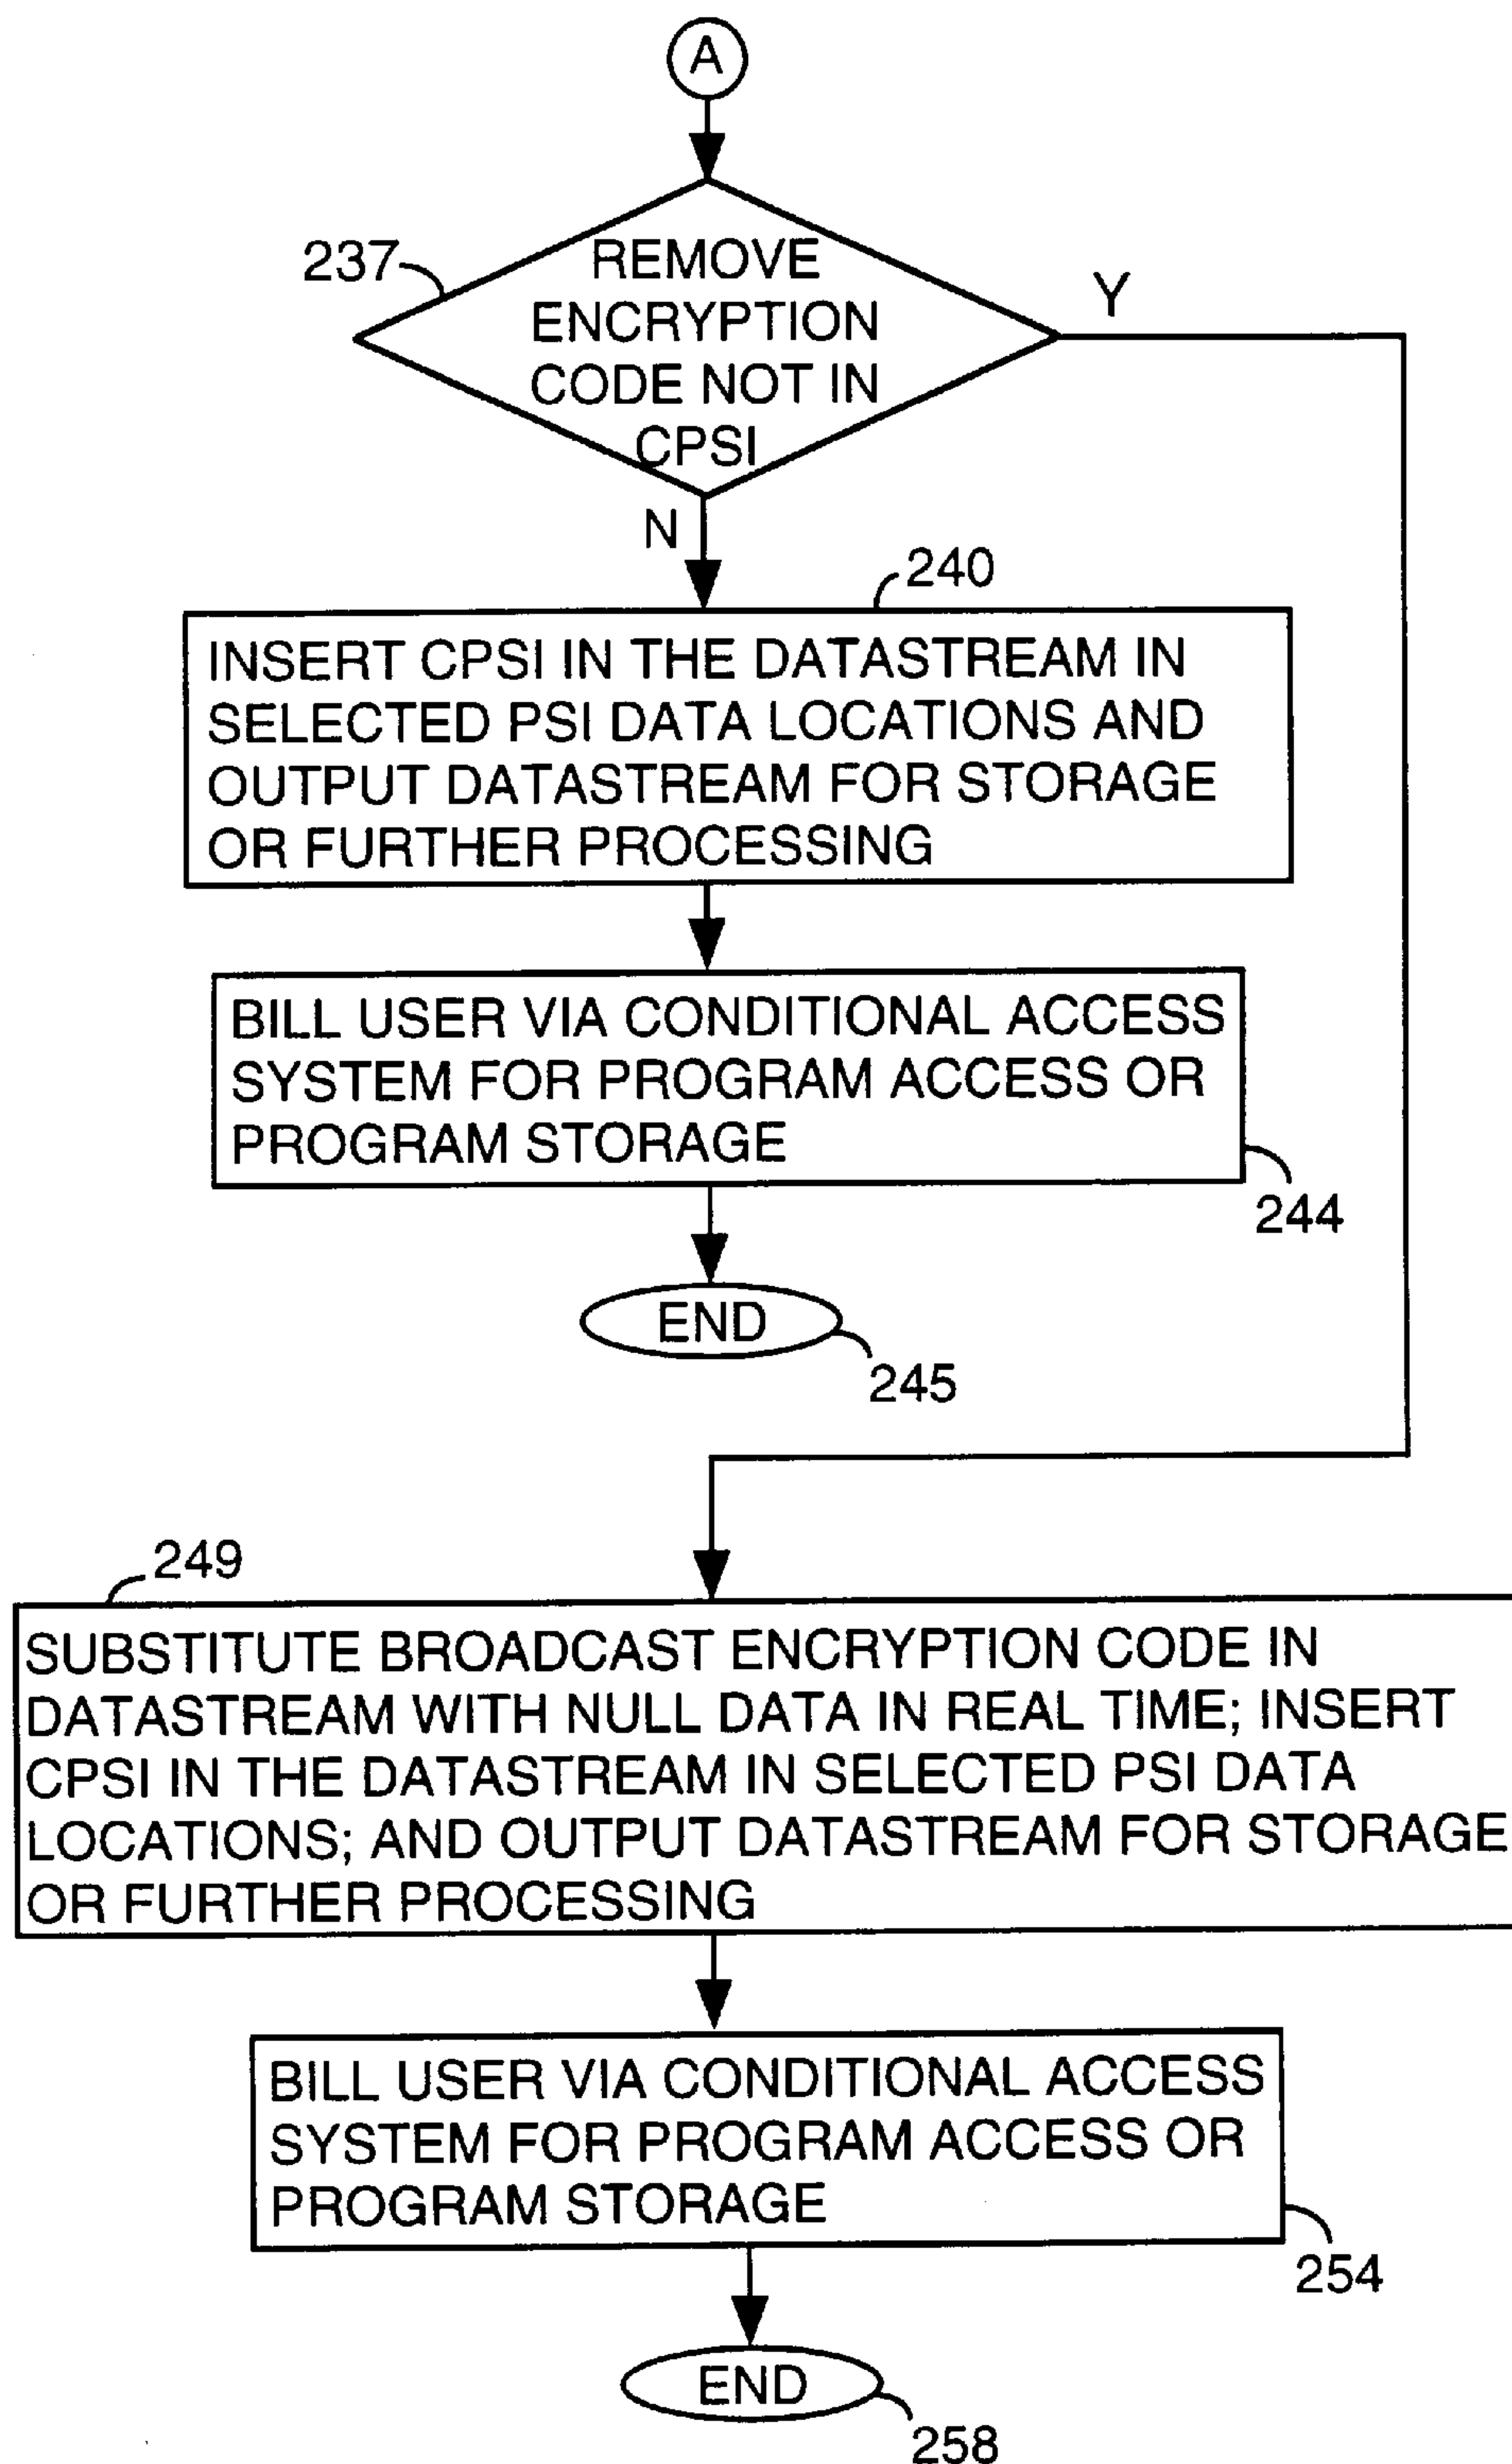 A
237
REMOVE
ENCRYPTION
CODE NOT IN
CPSI
Y
N
240
INSERT CPSI IN THE DATASTREAM IN
SELECTED PSI DATA LOCATIONS AND
OUTPUT DATASTREAM FOR STORAGE
OR FURTHER PROCESSING
BILL USER VIA CONDITIONAL ACCESS
SYSTEM FOR PROGRAM ACCESS OR
PROGRAM STORAGE
244
END
245
249
SUBSTITUTE BROADCAST ENCRYPTION CODE IN
DATASTREAM WITH NULL DATA IN REAL TIME; INSERT
CPSI IN THE DATASTREAM IN SELECTED PSI DATA
LOCATIONS; AND OUTPUT DATASTREAM FOR STORAGE
OR FURTHER PROCESSING
BILL USER VIA CONDITIONAL ACCESS
SYSTEM FOR PROGRAM ACCESS OR
PROGRAM STORAGE
254
END
258